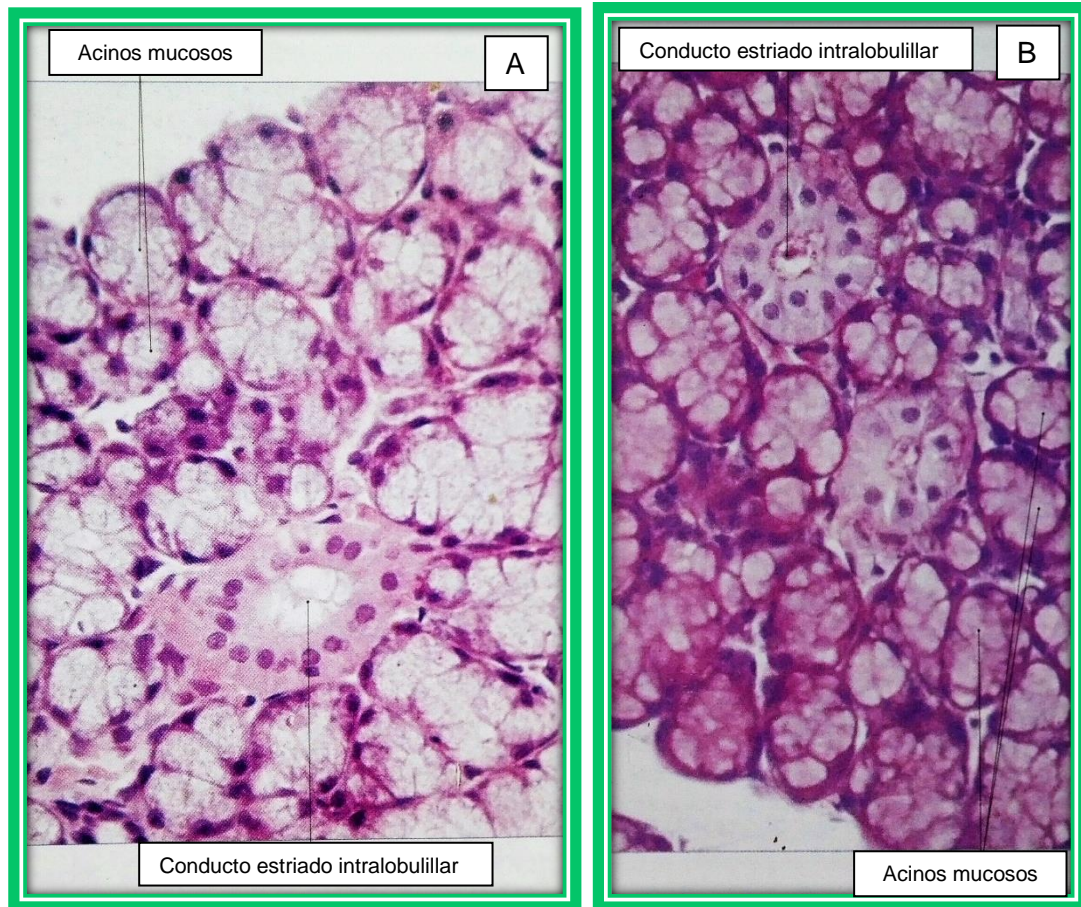 Acinos mucosos
A
Conducto estriado intralobulillar
Conducto estriado intralobulillar
B
Acinos mucosos